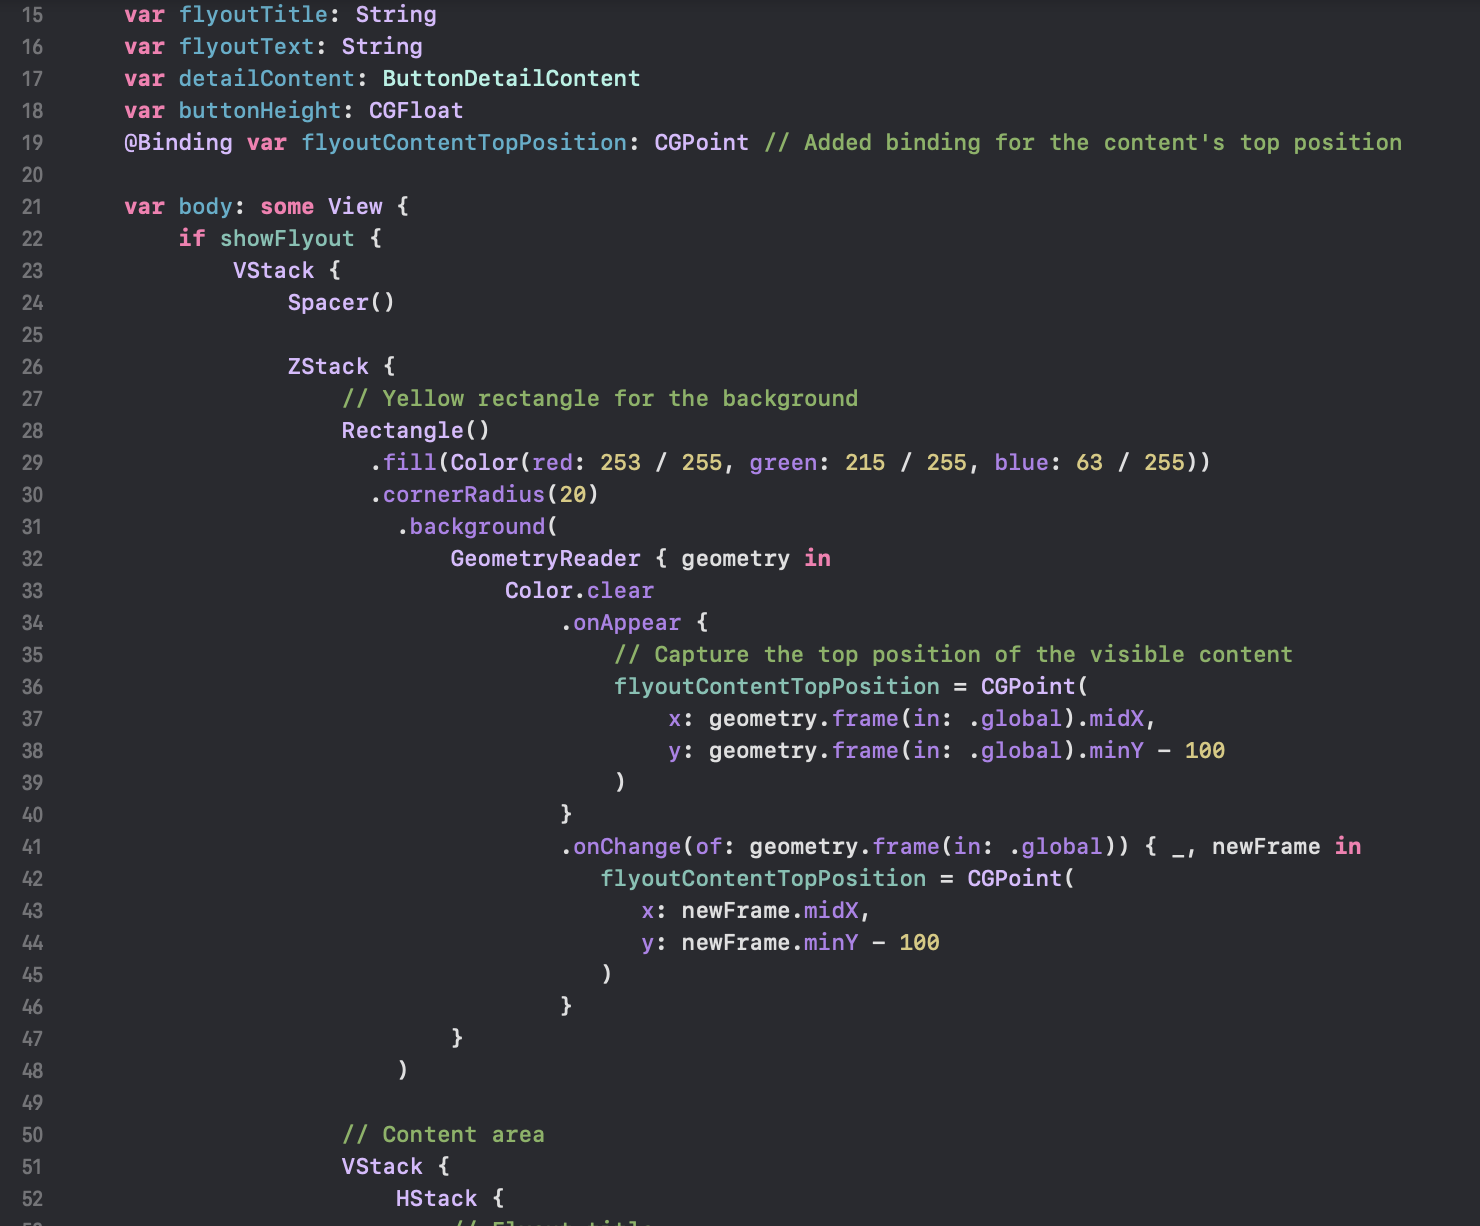 15 var flyoutTitle: String
16 var flyoutText: String
17 var detailContent: ButtonDetailContent
18 var buttonHeight: CGFloat
19 @Binding var flyoutContentTopPosition: CGPoint // Added binding for the content's top position
20
21 var body: some View {
22 if showFlyout {
23 VStack {
24 Spacer()
25
26 ZStack {
27 // Yellow rectangle for the background
28 Rectangle()
29 .fill(Color(red: 253 / 255, green: 215 / 255, blue: 63 / 255))
30 .cornerRadius(20)
31 .background(
32 GeometryReader { geometry in
33 Color.clear
34 .onAppear {
35 // Capture the top position of the visible content
36 flyoutContentTopPosition = CGPoint(
37 x: geometry.frame(in: .global).midX,
38 y: geometry.frame(in: .global).minY - 100
39 )
40 }
41 .onChange(of: geometry.frame(in: .global)) { _, newFrame in
42 flyoutContentTopPosition = CGPoint(
43 x: newFrame.midX,
44 y: newFrame.minY - 100
45 )
46 }
47 }
48 )
49
50 // Content area
51 VStack {
52 HStack {